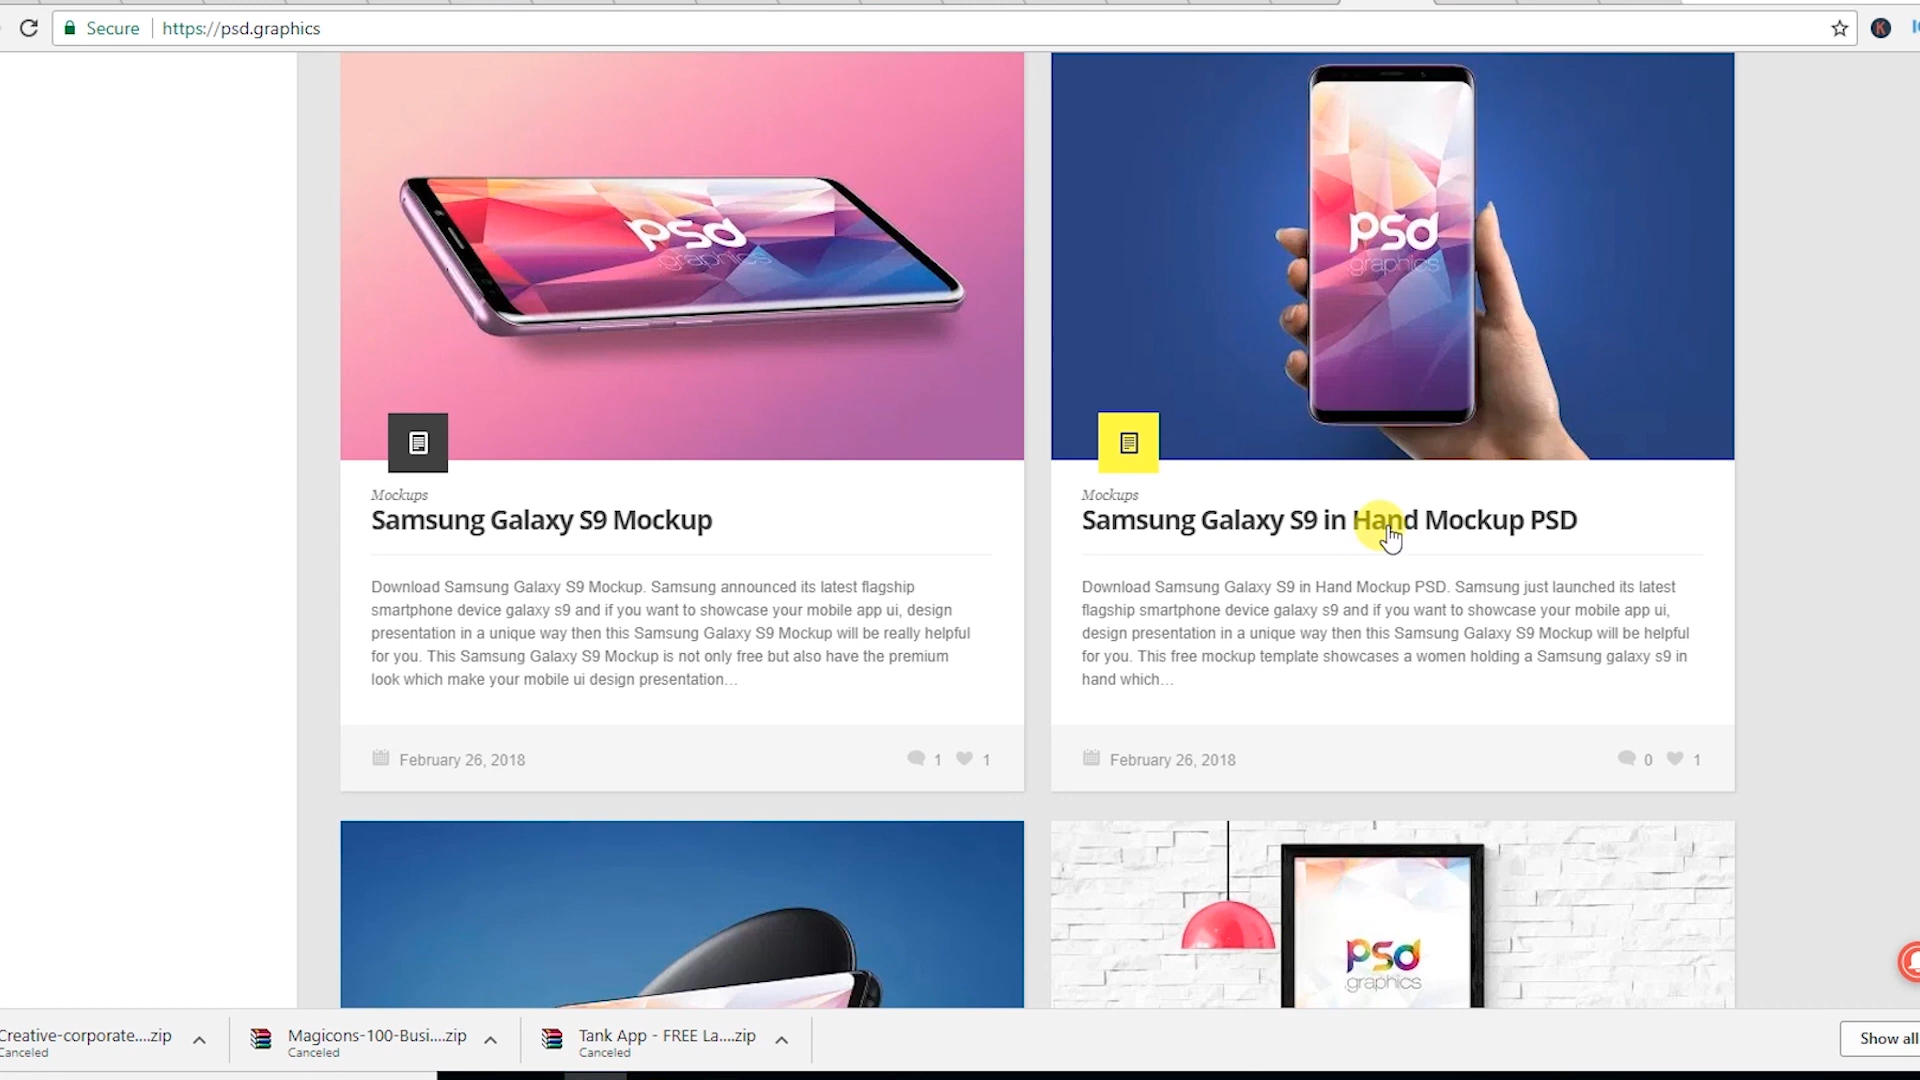 Secure
https://psd.graphics
psd
.graphics
psd
.graphics
Mockups
Samsung Galaxy S9 Mockup
Download Samsung Galaxy S9 Mockup. Samsung announced its latest flagship
smartphone device galaxy s9 and if you want to showcase your mobile app ui, design
presentation in a unique way then this Samsung Galaxy S9 Mockup will be really helpful
for you. This Samsung Galaxy S9 Mockup is not only free but also have the premium
look which make your mobile ui design presentation…
February 26, 2018
1
1
Mockups
Samsung Galaxy S9 in Hand Mockup PSD
Download Samsung Galaxy S9 in Hand Mockup PSD. Samsung just launched its latest
flagship smartphone device galaxy s9 and if you want to showcase your mobile app ui,
design presentation in a unique way then this Samsung Galaxy S9 Mockup will be helpful
for you. This free mockup template showcases a women holding a Samsung galaxy s9 in
hand which…
February 26, 2018
0
1
psd
.graphics
Creative-corporate....zip
Canceled
Magicons-100-Busi....zip
Canceled
Tank App - FREE La....zip
Canceled
Show all